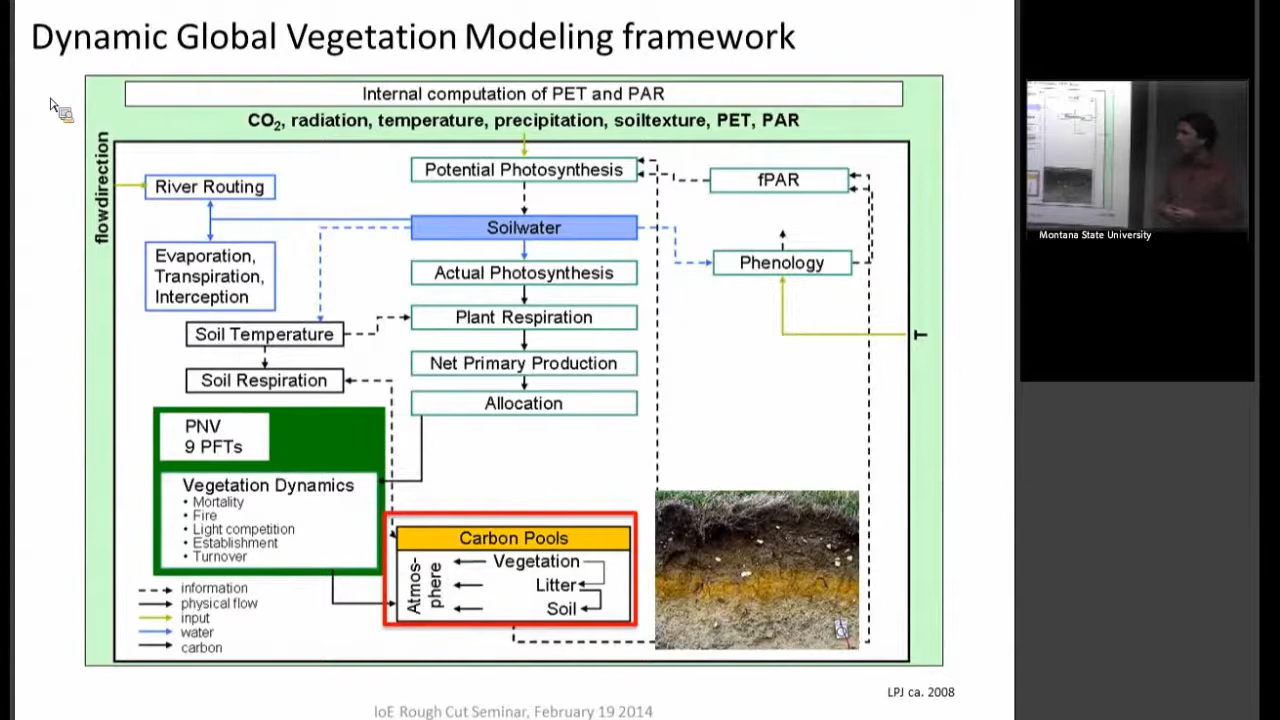 Dynamic Global Vegetation Modeling framework
Internal computation of PET and PAR
CO₂, radiation, temperature, precipitation, soiltexture, PET, PAR
flowdirection
River Routing
Potential Photosynthesis
fPAR
Soilwater
Evaporation,
Transpiration,
Interception
Actual Photosynthesis
Phenology
Plant Respiration
Soil Temperature
T
Net Primary Production
Soil Respiration
Allocation
PNV
9 PFTs
Vegetation Dynamics
• Mortality
• Fire
• Light competition
• Establishment
• Turnover
Carbon Pools
Atmos-
phere
Vegetation
Litter
Soil
information
physical flow
input
water
carbon
LPJ ca. 2008
IoE Rough Cut Seminar, February 19 2014
Montana State University